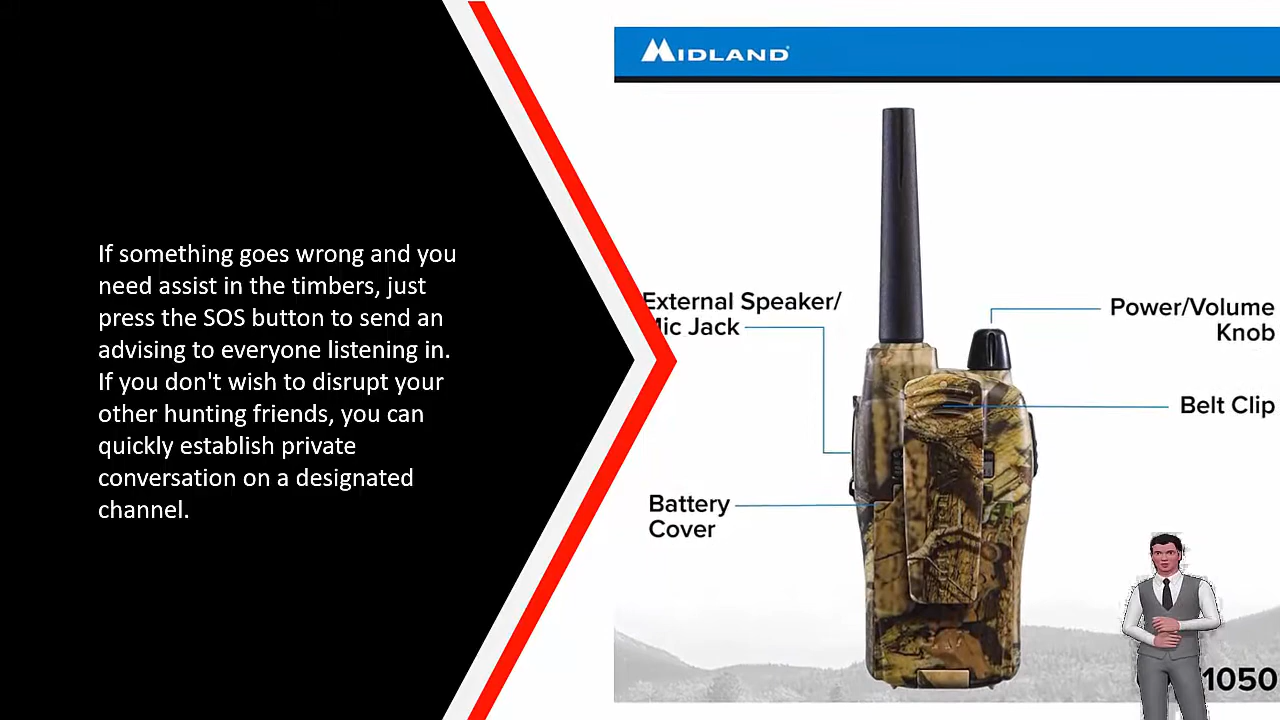 If something goes wrong and you
need assist in the timbers, just
press the SOS button to send an
advising to everyone listening in.
If you don't wish to disrupt your
other hunting friends, you can
quickly establish private
conversation on a designated
channel.
MIDLAND
External Speaker/
Mic Jack
Power/Volume
Knob
Belt Clip
Battery
Cover
1050